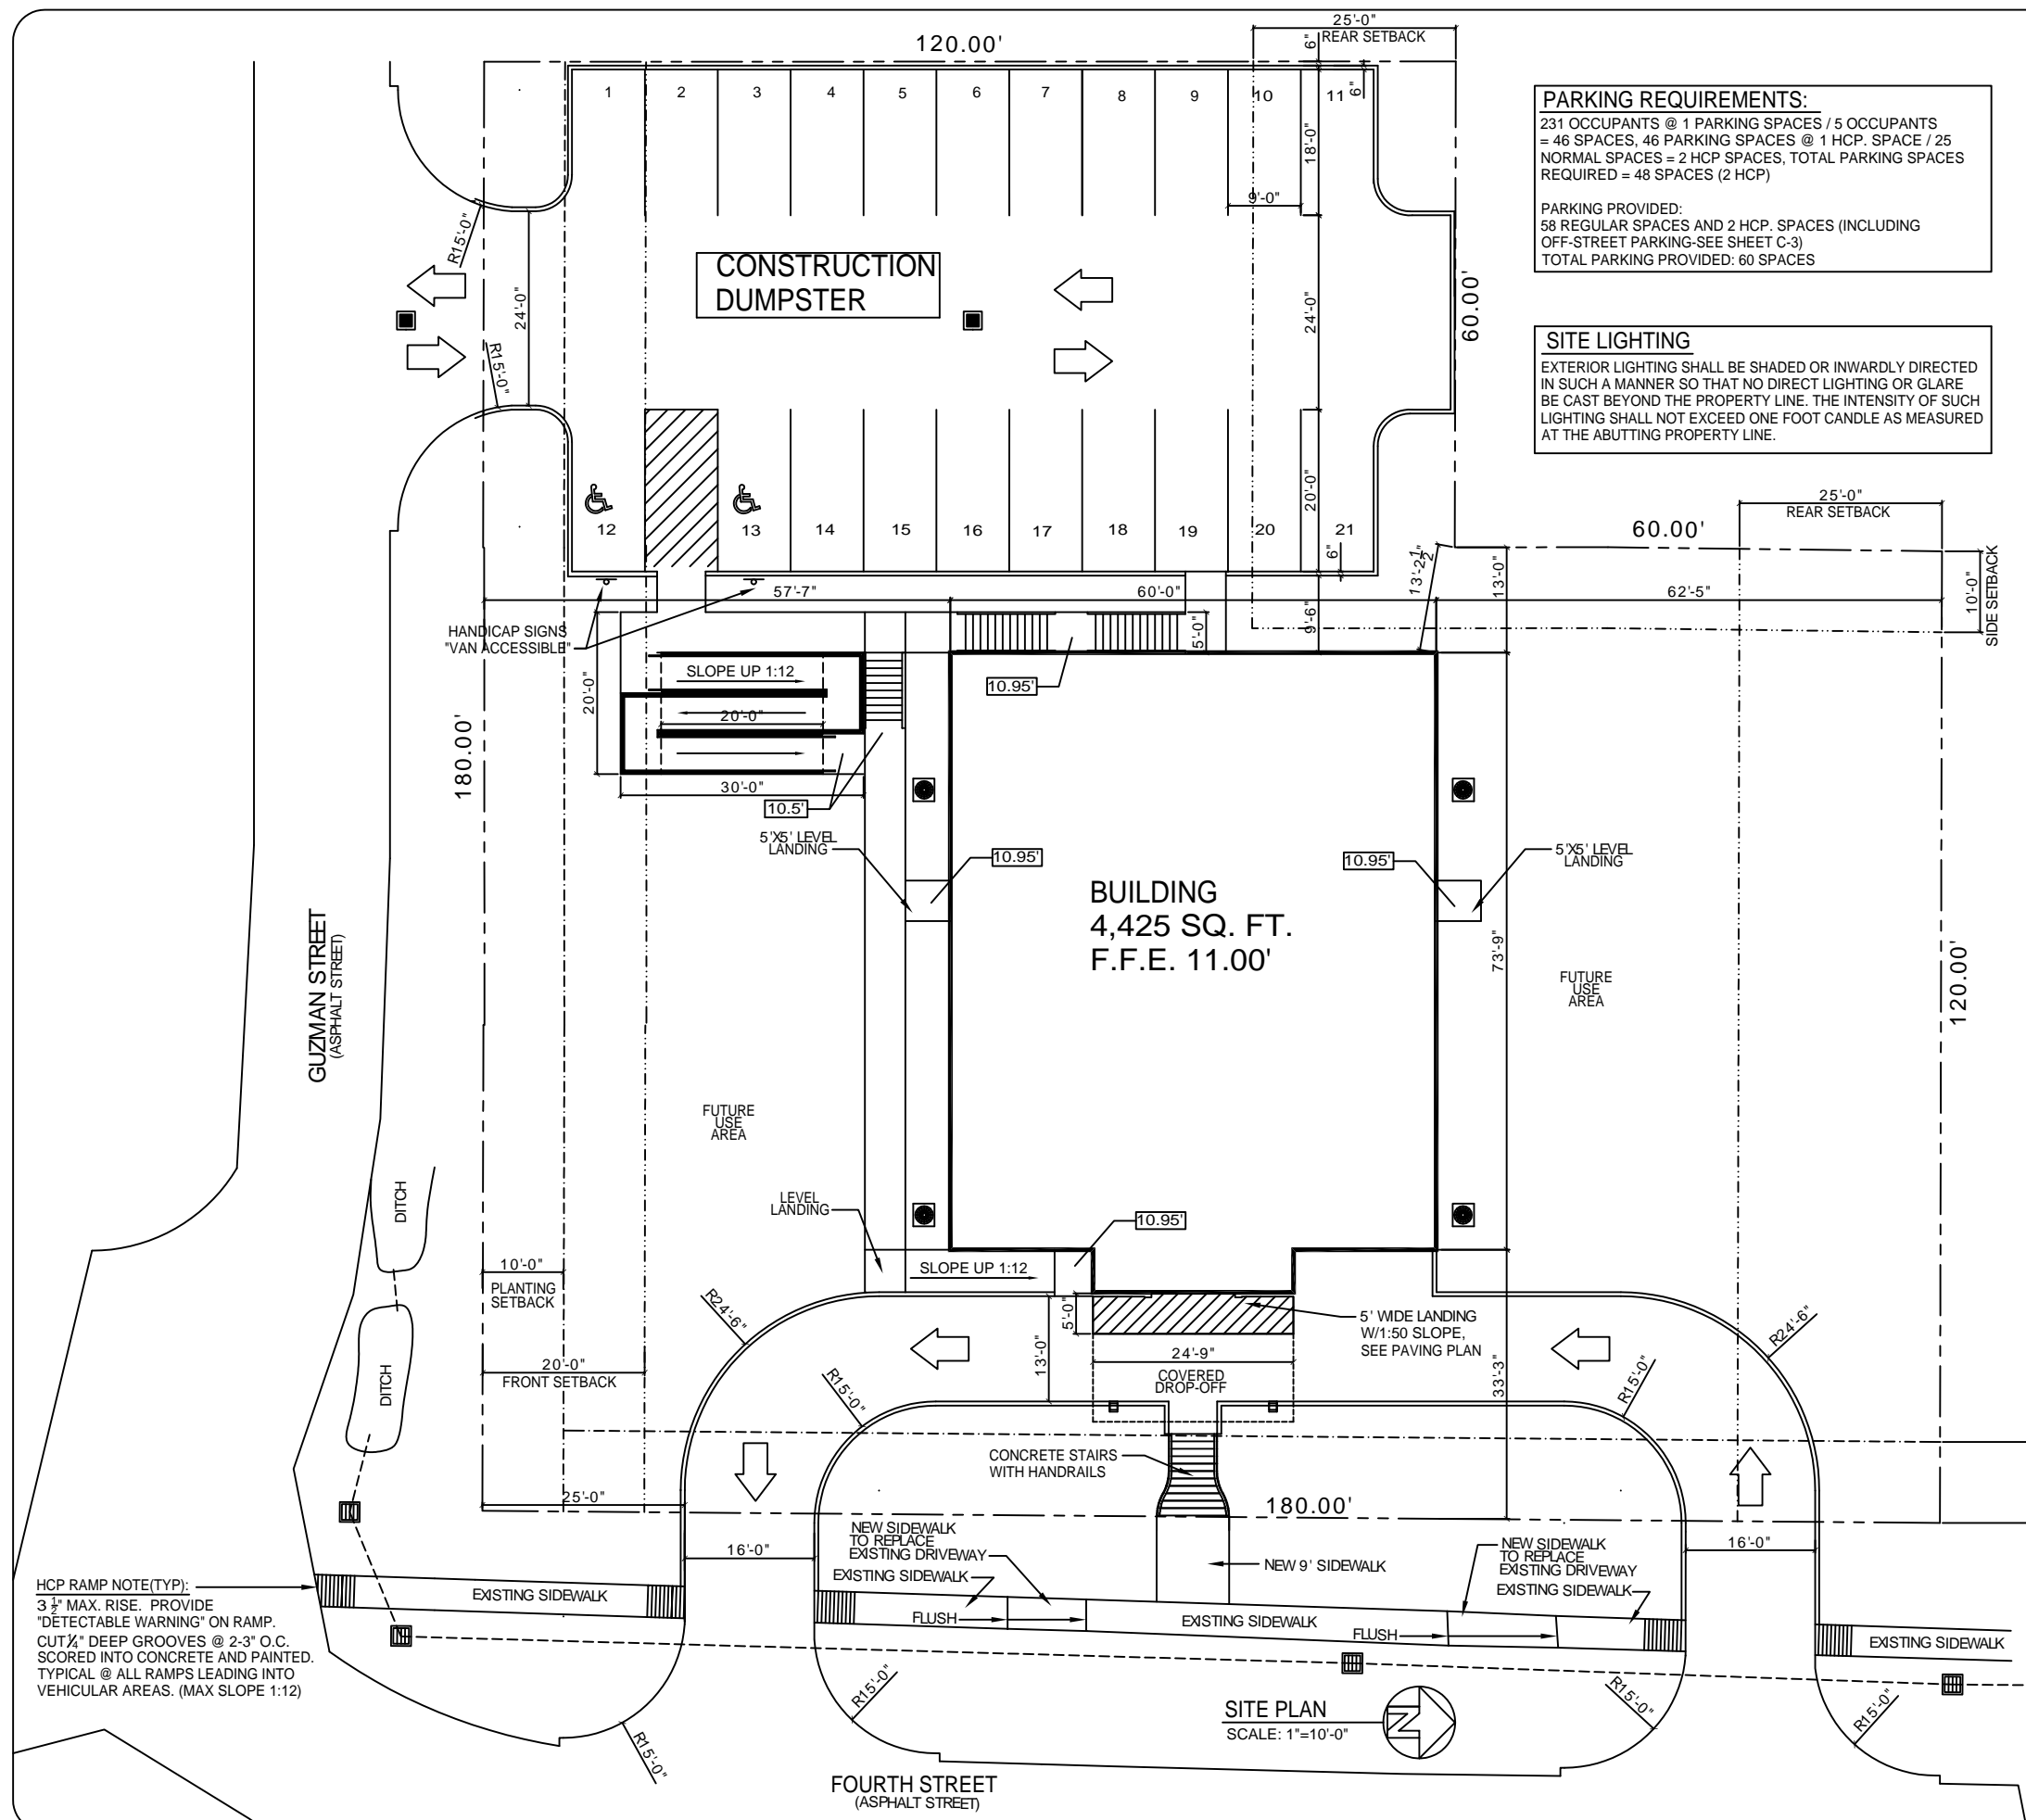 25'-0"
REAR SETBACK
120.00'
6"
1
2
3
4
5
6
7
8
9
10
11
6"
18'-0"
9'-0"
PARKING REQUIREMENTS:
231 OCCUPANTS @ 1 PARKING SPACES / 5 OCCUPANTS
= 46 SPACES, 46 PARKING SPACES @ 1 HCP. SPACE / 25
NORMAL SPACES = 2 HCP SPACES, TOTAL PARKING SPACES
REQUIRED = 48 SPACES (2 HCP)
PARKING PROVIDED:
58 REGULAR SPACES AND 2 HCP. SPACES (INCLUDING
OFF-STREET PARKING-SEE SHEET C-3)
TOTAL PARKING PROVIDED: 60 SPACES
R15'-0"
24'-0"
R15'-0"
CONSTRUCTION
DUMPSTER
24'-0"
60.00'
SITE LIGHTING
EXTERIOR LIGHTING SHALL BE SHADED OR INWARDLY DIRECTED
IN SUCH A MANNER SO THAT NO DIRECT LIGHTING OR GLARE
BE CAST BEYOND THE PROPERTY LINE. THE INTENSITY OF SUCH
LIGHTING SHALL NOT EXCEED ONE FOOT CANDLE AS MEASURED
AT THE ABUTTING PROPERTY LINE.
20'-0"
12
13
14
15
16
17
18
19
20
21
6"
25'-0"
REAR SETBACK
60.00'
13'-2 1/2"
13'-0"
10'-0"
SIDE SETBACK
57'-7"
60'-0"
62'-5"
HANDICAP SIGNS
"VAN ACCESSIBLE"
5'-0"
9'-6"
20'-0"
SLOPE UP 1:12
20'-0"
30'-0"
10.95'
180.00'
10.5'
5'X5' LEVEL
LANDING
10.95'
10.95'
5'X5' LEVEL
LANDING
BUILDING
4,425 SQ. FT.
F.F.E. 11.00'
73'-9"
FUTURE
USE
AREA
120.00'
GUZMAN STREET
(ASPHALT STREET)
FUTURE
USE
AREA
DITCH
LEVEL
LANDING
10.95'
SLOPE UP 1:12
10'-0"
PLANTING
SETBACK
R24'-6"
5'-0"
13'-0"
5' WIDE LANDING
W/1:50 SLOPE,
SEE PAVING PLAN
R24'-6"
24'-9"
COVERED
DROP-OFF
20'-0"
FRONT SETBACK
DITCH
R15'-0"
R15'-0"
33'-3"
CONCRETE STAIRS
WITH HANDRAILS
25'-0"
180.00'
16'-0"
NEW SIDEWALK
TO REPLACE
EXISTING DRIVEWAY
EXISTING SIDEWALK
NEW 9' SIDEWALK
NEW SIDEWALK
TO REPLACE
EXISTING DRIVEWAY
EXISTING SIDEWALK
16'-0"
HCP RAMP NOTE(TYP):
3 1/2" MAX. RISE. PROVIDE
"DETECTABLE WARNING" ON RAMP.
CUT 1/4" DEEP GROOVES @ 2-3" O.C.
SCORED INTO CONCRETE AND PAINTED.
TYPICAL @ ALL RAMPS LEADING INTO
VEHICULAR AREAS. (MAX SLOPE 1:12)
EXISTING SIDEWALK
FLUSH
EXISTING SIDEWALK
FLUSH
EXISTING SIDEWALK
R15'-0"
R15'-0"
R15'-0"
R15'-0"
SITE PLAN
SCALE: 1"=10'-0"
N
FOURTH STREET
(ASPHALT STREET)